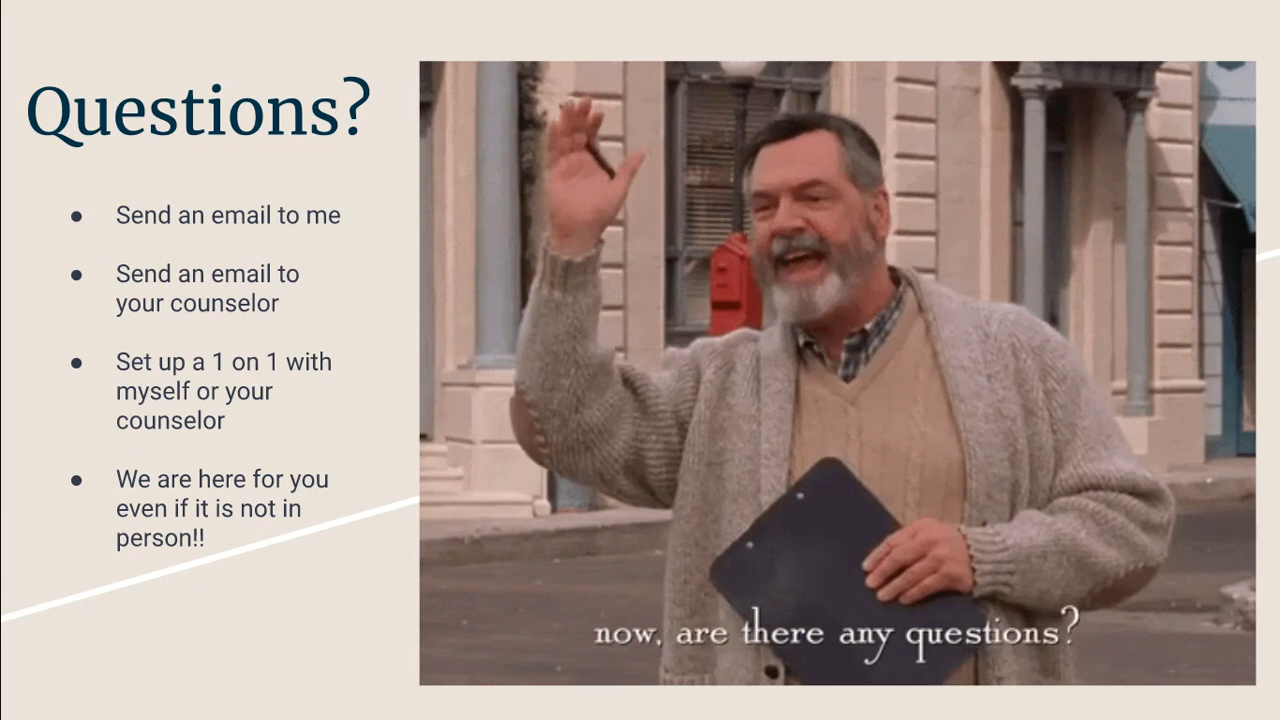 Questions?
Send an email to me
Send an email to
your counselor
Set up a 1 on 1 with
myself or your
counselor
We are here for you
even if it is not in
person!!
now, are there any questions?